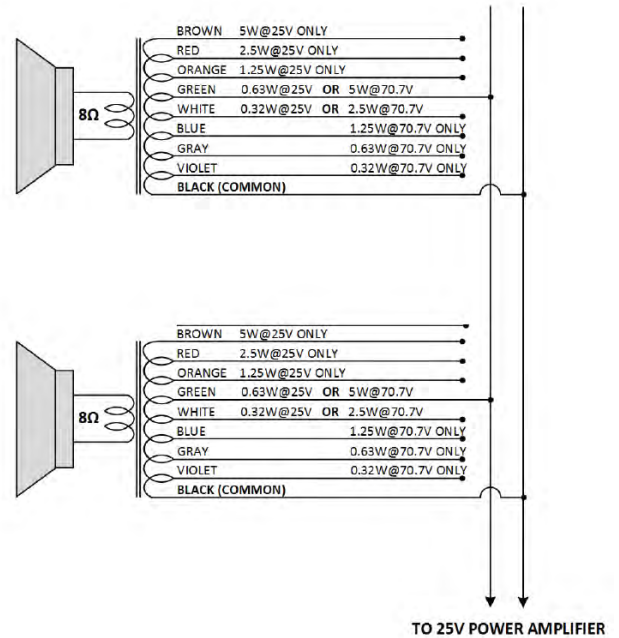 BROWN 5W@25V ONLY
RED 2.5W@25V ONLY
ORANGE 1.25W@25V ONLY
GREEN 0.63W@25V OR 5W@70.7V
WHITE 0.32W@25V OR 2.5W@70.7V
BLUE 1.25W@70.7V ONLY
GRAY 0.63W@70.7V ONLY
VIOLET 0.32W@70.7V ONLY
BLACK (COMMON)
8Ω
BROWN 5W@25V ONLY
RED 2.5W@25V ONLY
ORANGE 1.25W@25V ONLY
GREEN 0.63W@25V OR 5W@70.7V
WHITE 0.32W@25V OR 2.5W@70.7V
BLUE 1.25W@70.7V ONLY
GRAY 0.63W@70.7V ONLY
VIOLET 0.32W@70.7V ONLY
BLACK (COMMON)
8Ω
TO 25V POWER AMPLIFIER